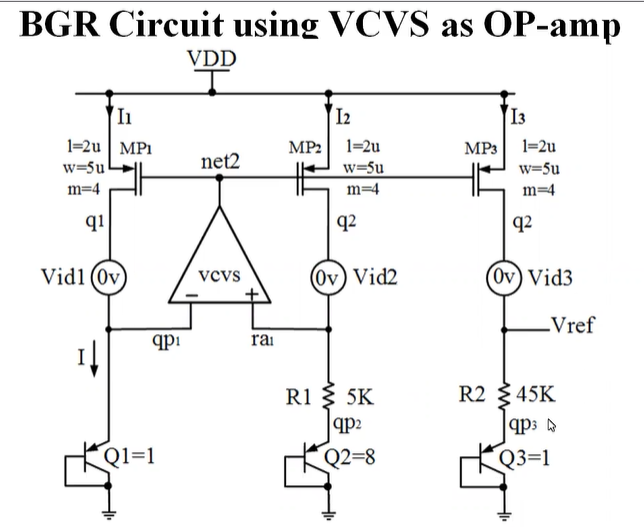 BGR Circuit using VCVS as OP-amp
VDD
I1
I2
I3
l=2u MP1
w=5u
m=4
net2
MP2 l=2u
w=5u
m=4
MP3 l=2u
w=5u
m=4
q1
q2
q2
Vid1 0v
vcvs
0v Vid2
0v Vid3
− +
qp1
ra1
Vref
I
R1 5K
R2 45K
qp2
qp3
Q1=1
Q2=8
Q3=1